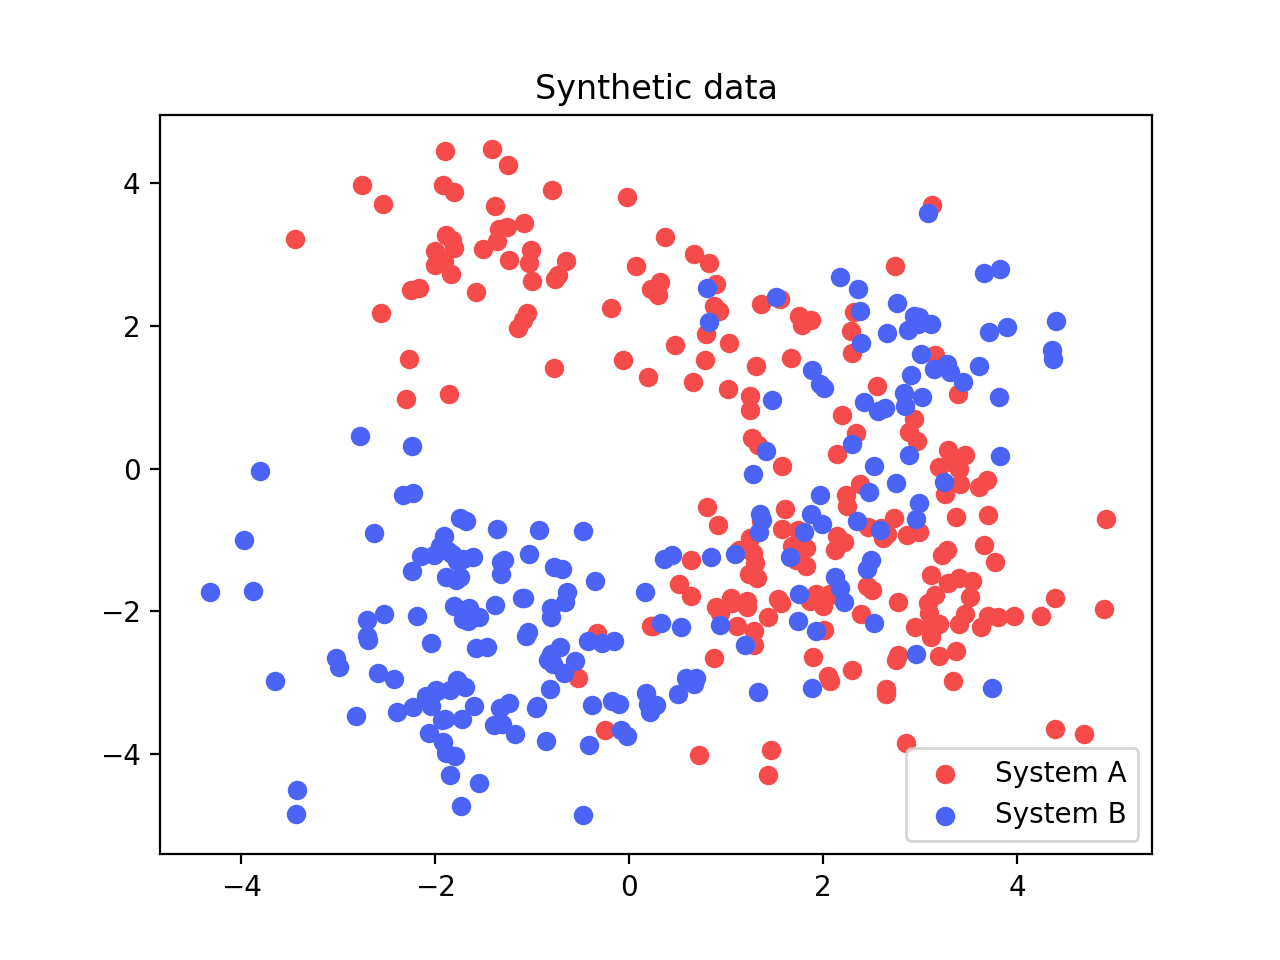 Synthetic data
4
2
0
−2
−4
−4 −2 0 2 4
System A
System B